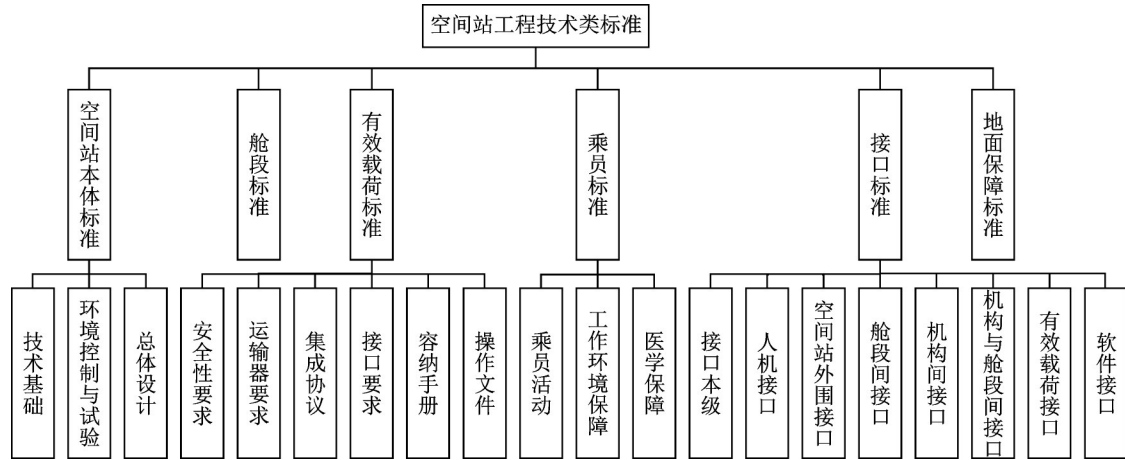 空间站工程技术类标准
空间站本体标准
舱段标准
有效载荷标准
乘员标准
接口标准
地面保障标准
技术基础
环境控制与试验
总体设计
安全性要求
运输器要求
集成协议
接口要求
容纳手册
操作文件
乘员活动
工作环境保障
医学保障
接口本级
人机接口
空间站外围接口
舱段间接口
机构间接口
机构与舱段间接口
有效载荷接口
软件接口